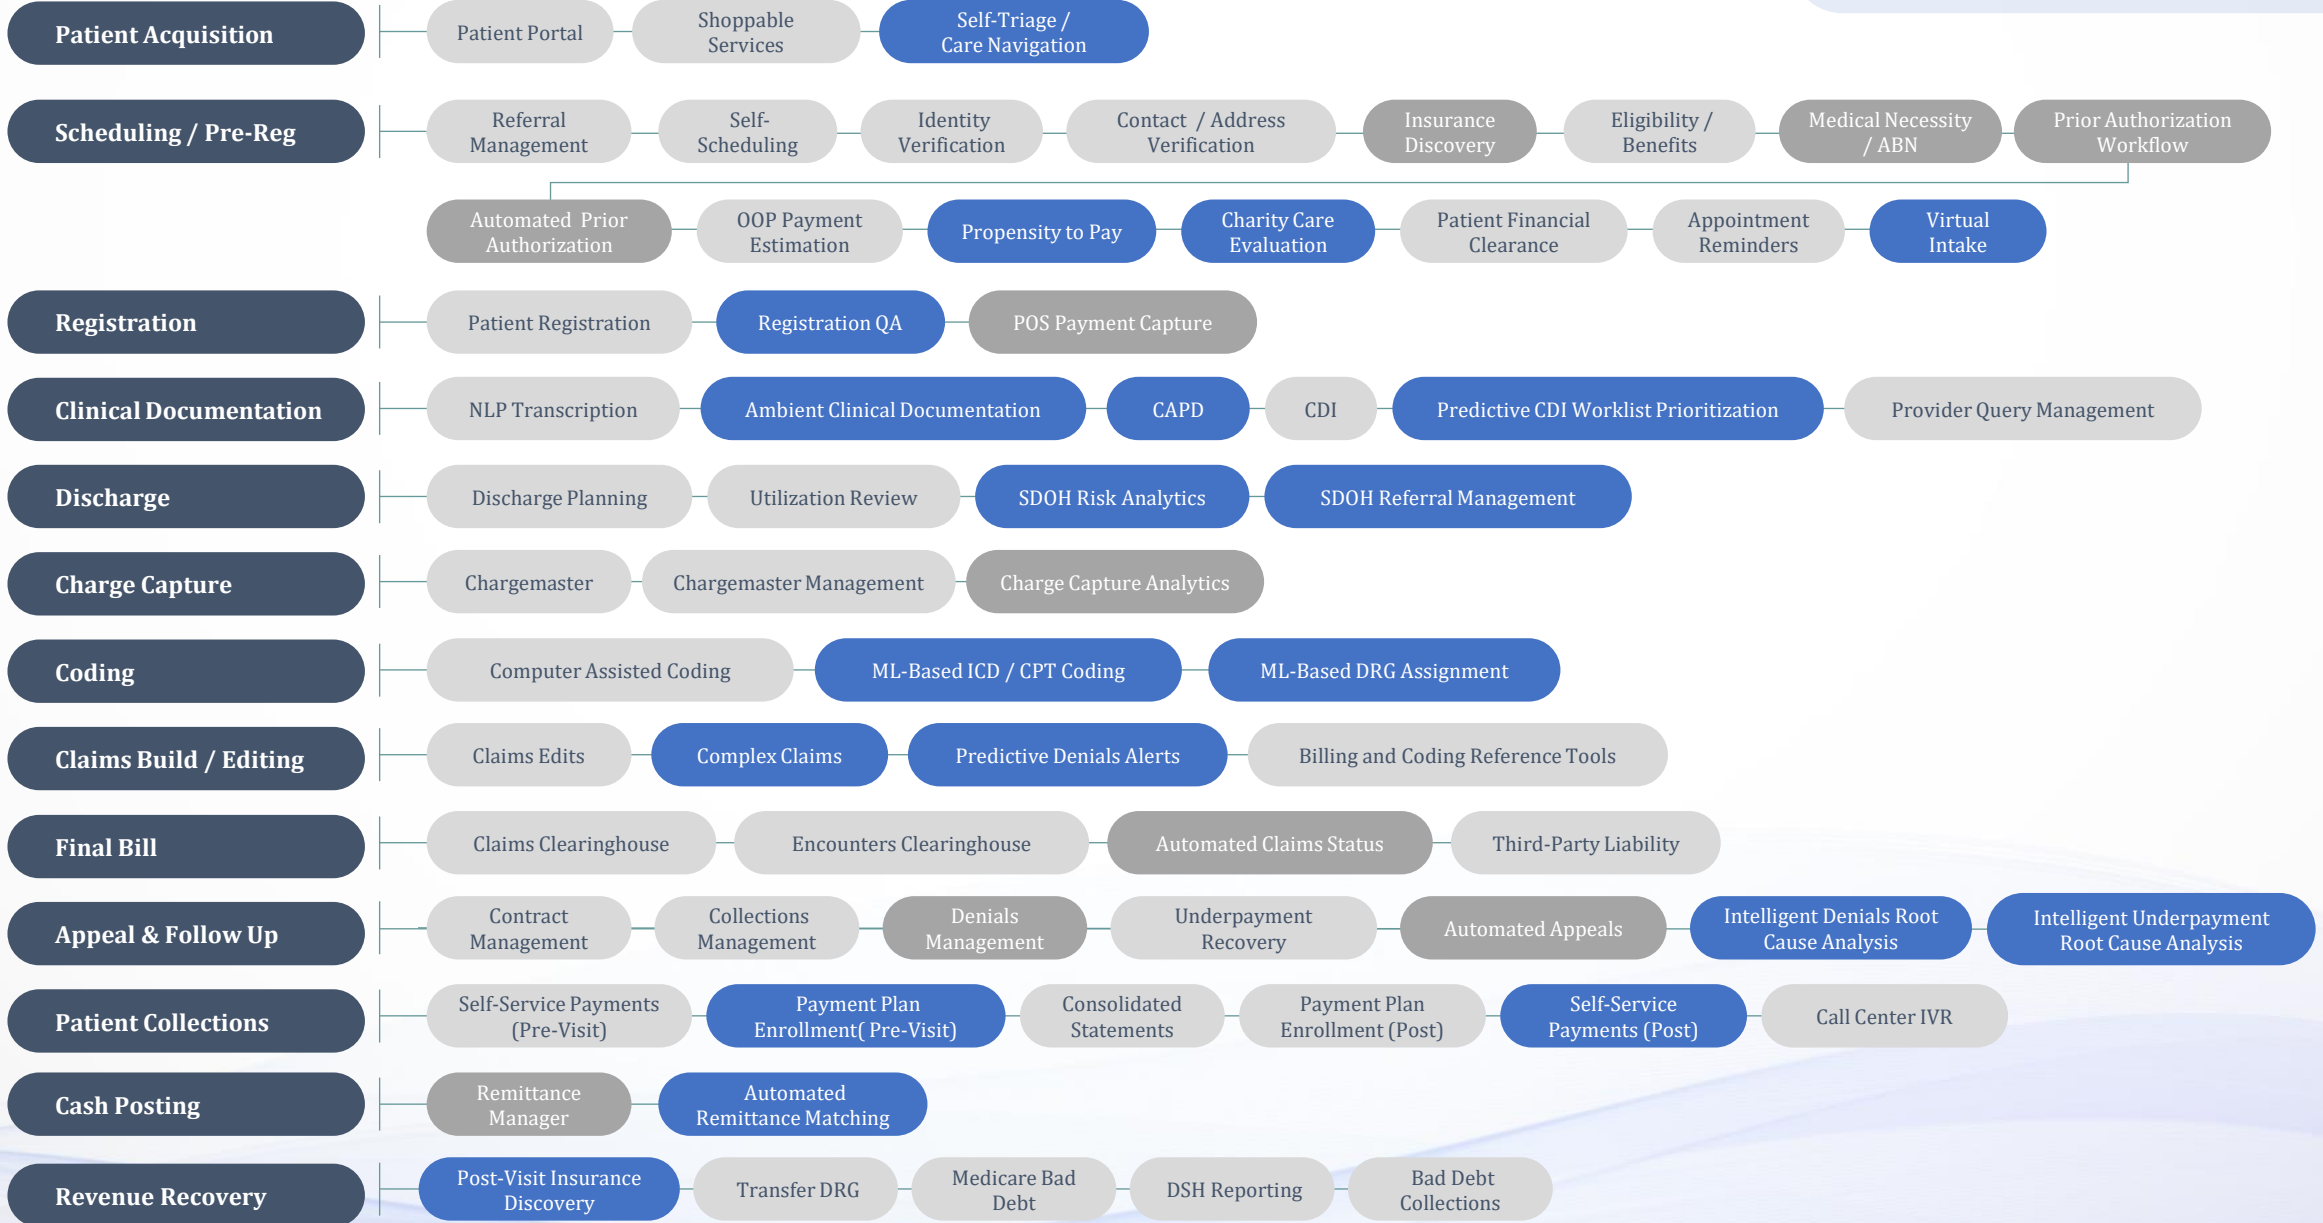 Patient Acquisition
Patient Portal
Shoppable
Services
Self-Triage /
Care Navigation
Scheduling / Pre-Reg
Referral
Management
Self-
Scheduling
Identity
Verification
Contact / Address
Verification
Insurance
Discovery
Eligibility /
Benefits
Medical Necessity
/ ABN
Prior Authorization
Workflow
Automated Prior
Authorization
OOP Payment
Estimation
Propensity to Pay
Charity Care
Evaluation
Patient Financial
Clearance
Appointment
Reminders
Virtual
Intake
Registration
Patient Registration
Registration QA
POS Payment Capture
Clinical Documentation
NLP Transcription
Ambient Clinical Documentation
CAPD
CDI
Predictive CDI Worklist Prioritization
Provider Query Management
Discharge
Discharge Planning
Utilization Review
SDOH Risk Analytics
SDOH Referral Management
Charge Capture
Chargemaster
Chargemaster Management
Charge Capture Analytics
Coding
Computer Assisted Coding
ML-Based ICD / CPT Coding
ML-Based DRG Assignment
Claims Build / Editing
Claims Edits
Complex Claims
Predictive Denials Alerts
Billing and Coding Reference Tools
Final Bill
Claims Clearinghouse
Encounters Clearinghouse
Automated Claims Status
Third-Party Liability
Appeal & Follow Up
Contract
Management
Collections
Management
Denials
Management
Underpayment
Recovery
Automated Appeals
Intelligent Denials Root
Cause Analysis
Intelligent Underpayment
Root Cause Analysis
Patient Collections
Self-Service Payments
(Pre-Visit)
Payment Plan
Enrollment( Pre-Visit)
Consolidated
Statements
Payment Plan
Enrollment (Post)
Self-Service
Payments (Post)
Call Center IVR
Cash Posting
Remittance
Manager
Automated
Remittance Matching
Revenue Recovery
Post-Visit Insurance
Discovery
Transfer DRG
Medicare Bad
Debt
DSH Reporting
Bad Debt
Collections